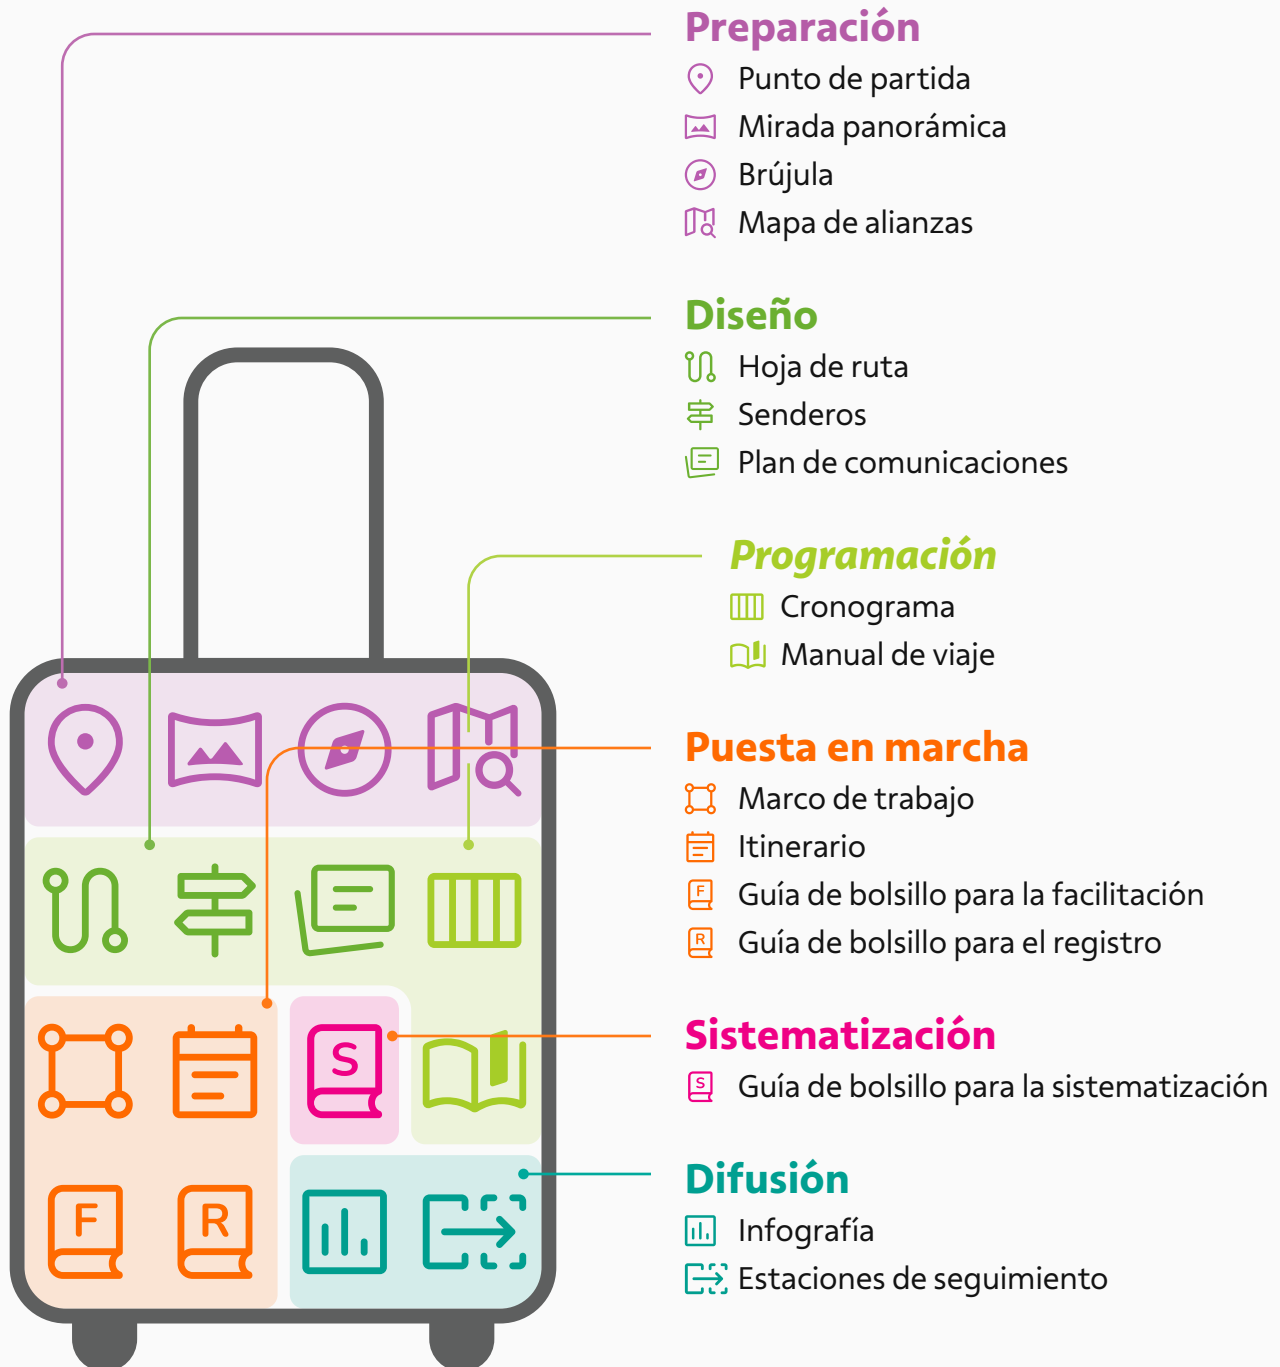 Preparación
Punto de partida
Mirada panorámica
Brújula
Mapa de alianzas
Diseño
Hoja de ruta
Senderos
Plan de comunicaciones
Programación
Cronograma
Manual de viaje
Puesta en marcha
Marco de trabajo
Itinerario
F Guía de bolsillo para la facilitación
R Guía de bolsillo para el registro
S
Sistematización
S Guía de bolsillo para la sistematización
F R
Difusión
Infografía
Estaciones de seguimiento